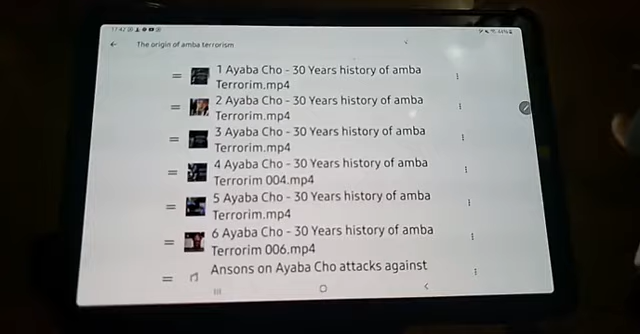 17:42
The origin of amba terrorism
1 Ayaba Cho - 30 Years history of amba
Terrorim.mp4
2 Ayaba Cho - 30 Years history of amba
Terrorim.mp4
3 Ayaba Cho - 30 Years history of amba
Terrorim.mp4
4 Ayaba Cho - 30 Years history of amba
Terrorim 004.mp4
5 Ayaba Cho - 30 Years history of amba
Terrorim.mp4
6 Ayaba Cho - 30 Years history of amba
Terrorim 006.mp4
Ansons on Ayaba Cho attacks against